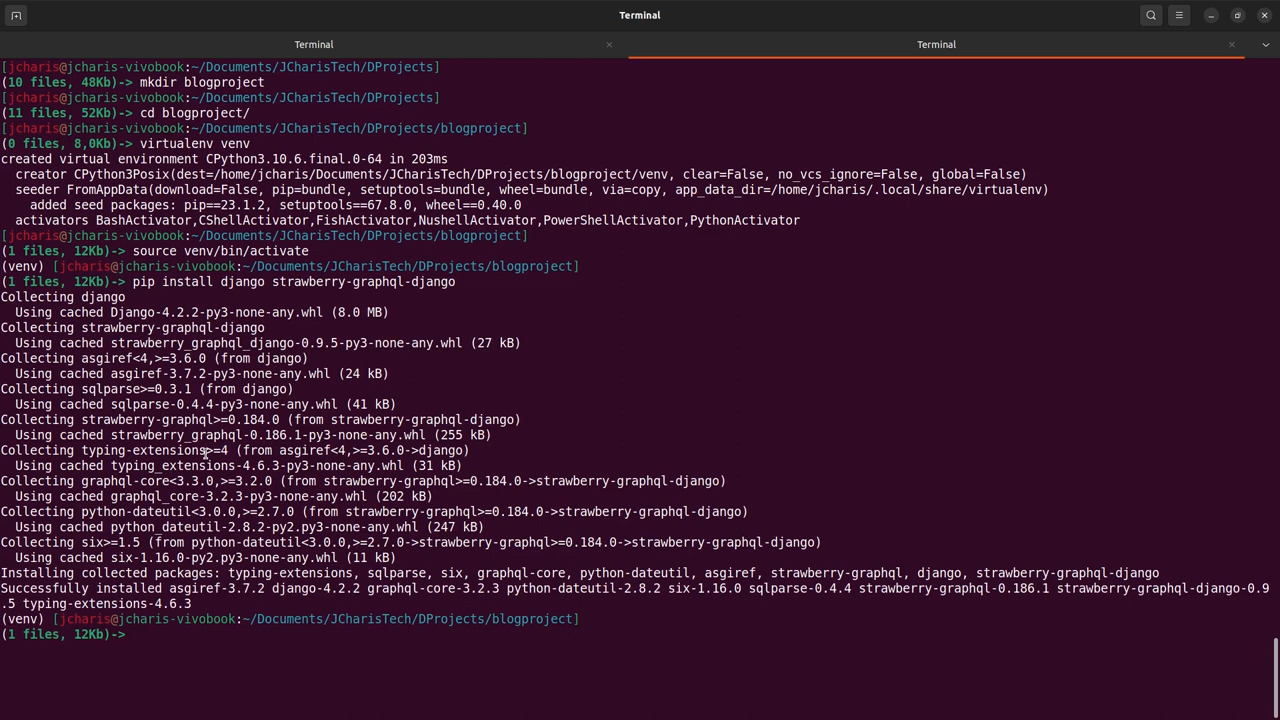 Terminal
Terminal Terminal
[jcharis@jcharis-vivobook:~/Documents/JCharisTech/DProjects]
(10 files, 48Kb)-> mkdir blogproject
[jcharis@jcharis-vivobook:~/Documents/JCharisTech/DProjects]
(11 files, 52Kb)-> cd blogproject/
[jcharis@jcharis-vivobook:~/Documents/JCharisTech/DProjects/blogproject]
(0 files, 8,0Kb)-> virtualenv venv
created virtual environment CPython3.10.6.final.0-64 in 203ms
  creator CPython3Posix(dest=/home/jcharis/Documents/JCharisTech/DProjects/blogproject/venv, clear=False, no_vcs_ignore=False, global=False)
  seeder FromAppData(download=False, pip=bundle, setuptools=bundle, wheel=bundle, via=copy, app_data_dir=/home/jcharis/.local/share/virtualenv)
    added seed packages: pip==23.1.2, setuptools==67.8.0, wheel==0.40.0
  activators BashActivator,CShellActivator,FishActivator,NushellActivator,PowerShellActivator,PythonActivator
[jcharis@jcharis-vivobook:~/Documents/JCharisTech/DProjects/blogproject]
(1 files, 12Kb)-> source venv/bin/activate
(venv) [jcharis@jcharis-vivobook:~/Documents/JCharisTech/DProjects/blogproject]
(1 files, 12Kb)-> pip install django strawberry-graphql-django
Collecting django
  Using cached Django-4.2.2-py3-none-any.whl (8.0 MB)
Collecting strawberry-graphql-django
  Using cached strawberry_graphql_django-0.9.5-py3-none-any.whl (27 kB)
Collecting asgiref<4,>=3.6.0 (from django)
  Using cached asgiref-3.7.2-py3-none-any.whl (24 kB)
Collecting sqlparse>=0.3.1 (from django)
  Using cached sqlparse-0.4.4-py3-none-any.whl (41 kB)
Collecting strawberry-graphql>=0.184.0 (from strawberry-graphql-django)
  Using cached strawberry_graphql-0.186.1-py3-none-any.whl (255 kB)
Collecting typing-extensions>=4 (from asgiref<4,>=3.6.0->django)
  Using cached typing_extensions-4.6.3-py3-none-any.whl (31 kB)
Collecting graphql-core<3.3.0,>=3.2.0 (from strawberry-graphql>=0.184.0->strawberry-graphql-django)
  Using cached graphql_core-3.2.3-py3-none-any.whl (202 kB)
Collecting python-dateutil<3.0.0,>=2.7.0 (from strawberry-graphql>=0.184.0->strawberry-graphql-django)
  Using cached python_dateutil-2.8.2-py2.py3-none-any.whl (247 kB)
Collecting six>=1.5 (from python-dateutil<3.0.0,>=2.7.0->strawberry-graphql>=0.184.0->strawberry-graphql-django)
  Using cached six-1.16.0-py2.py3-none-any.whl (11 kB)
Installing collected packages: typing-extensions, sqlparse, six, graphql-core, python-dateutil, asgiref, strawberry-graphql, django, strawberry-graphql-django
Successfully installed asgiref-3.7.2 django-4.2.2 graphql-core-3.2.3 python-dateutil-2.8.2 six-1.16.0 sqlparse-0.4.4 strawberry-graphql-0.186.1 strawberry-graphql-django-0.9
.5 typing-extensions-4.6.3
(venv) [jcharis@jcharis-vivobook:~/Documents/JCharisTech/DProjects/blogproject]
(1 files, 12Kb)->